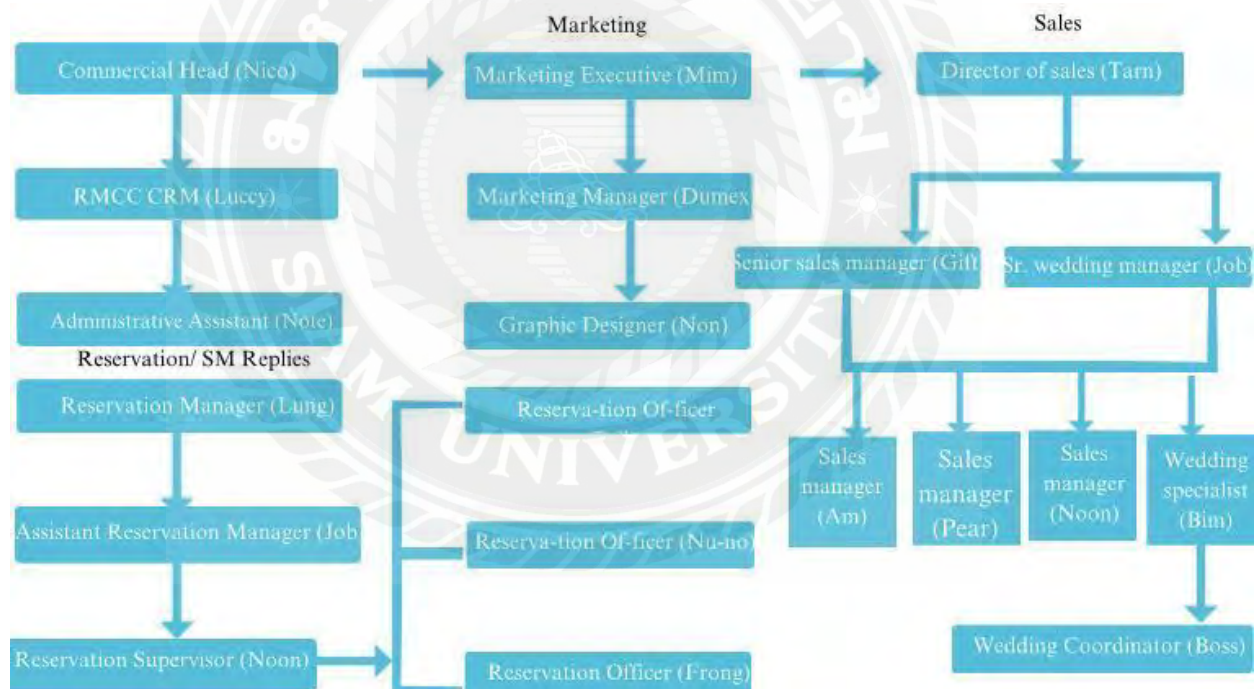 Marketing
Sales
Commercial Head (Nico)
Marketing Executive (Mim)
Director of sales (Tarn)
RMCC CRM (Luccy)
Marketing Manager (Dumex
Senior sales manager (Gift
Sr. wedding manager (Job)
Administrative Assistant (Note)
Graphic Designer (Non)
Reservation/ SM Replies
Reservation Manager (Lung)
Reserva-tion Of-ficer
Sales
manager
(Am)
Sales
manager
(Pear)
Sales
manager
(Noon)
Wedding
specialist
(Bim)
Assistant Reservation Manager (Job
Reserva-tion Of-ficer (Nu-no)
Reservation Supervisor (Noon)
Reservation Officer (Frong)
Wedding Coordinator (Boss)
SIAM UNIVERSITY